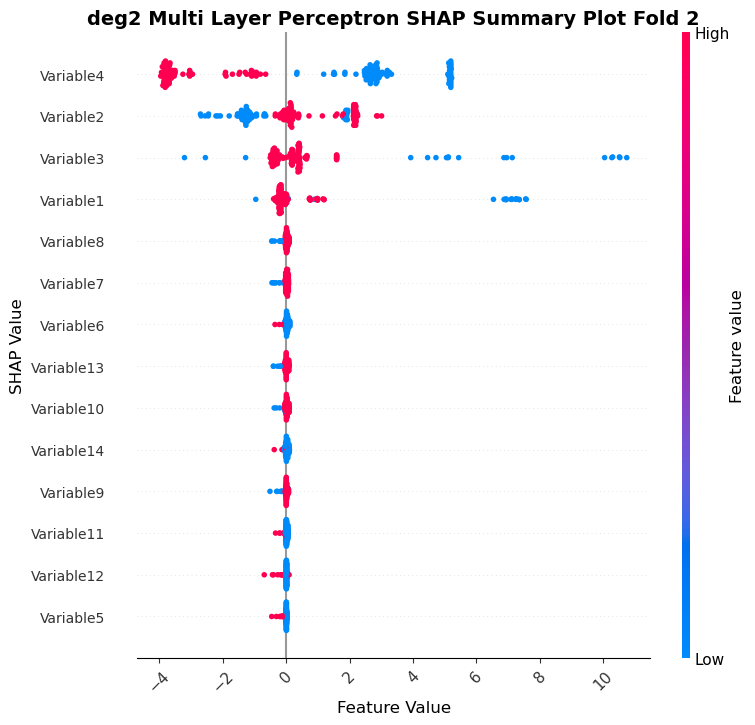 deg2 Multi Layer Perceptron SHAP Summary Plot Fold 2
High
Variable4
Variable2
Variable3
Variable1
Variable8
Variable7
Variable6
Variable13
Variable10
Variable14
Variable9
Variable11
Variable12
Variable5
SHAP Value
Feature value
Low
−4
−2
0
2
4
6
8
10
Feature Value